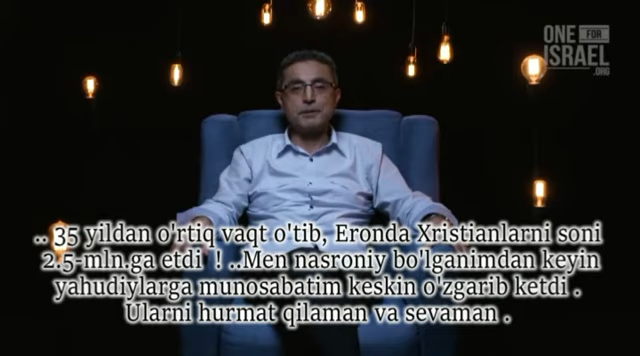 ONE FOR
ISRAEL
.ORG
.. 35 yildan o'rtiq vaqt o'tib, Eronda Xristianlarni soni
2.5-mln.ga etdi ! ..Men nasroniy bo'lganimdan keyin
yahudiylarga munosabatim keskin o'zgarib ketdi .
Ularni hurmat qilaman va sevaman .